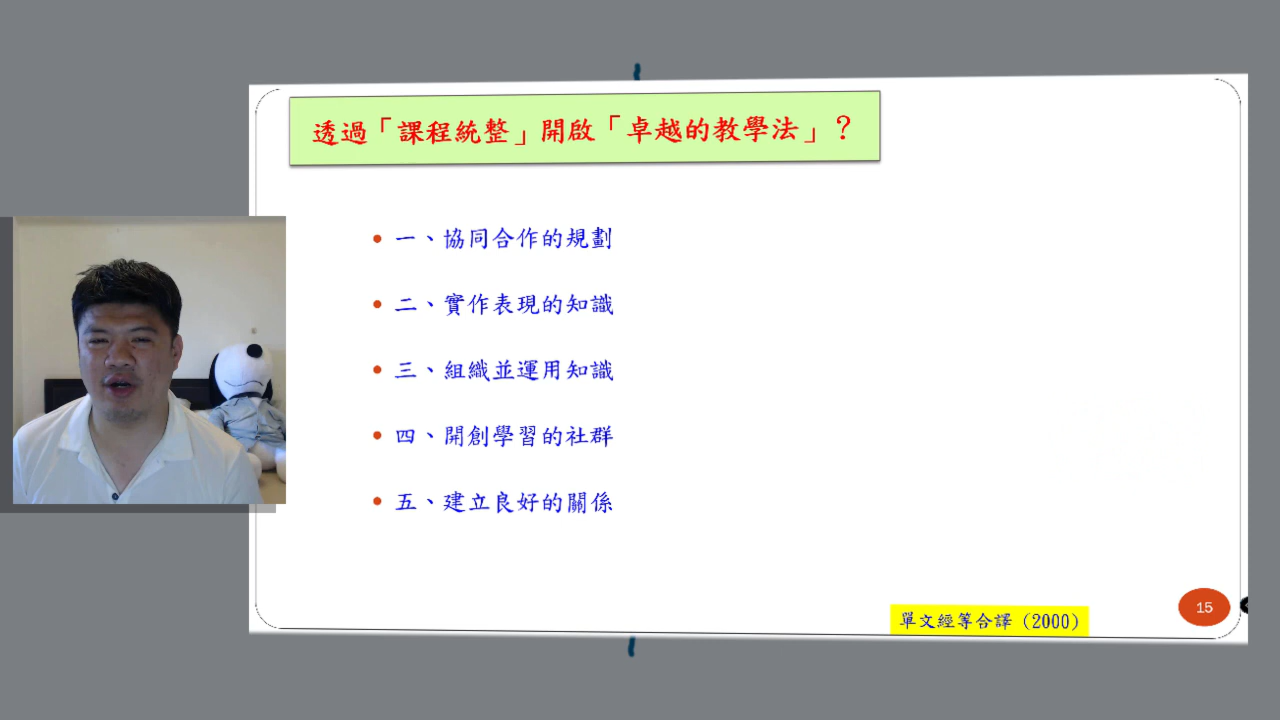 透過「課程統整」開啟「卓越的教學法」?
• 一、協同合作的規劃
• 二、實作表現的知識
• 三、組織並運用知識
• 四、開創學習的社群
• 五、建立良好的關係
單文經等合譯(2000)
15